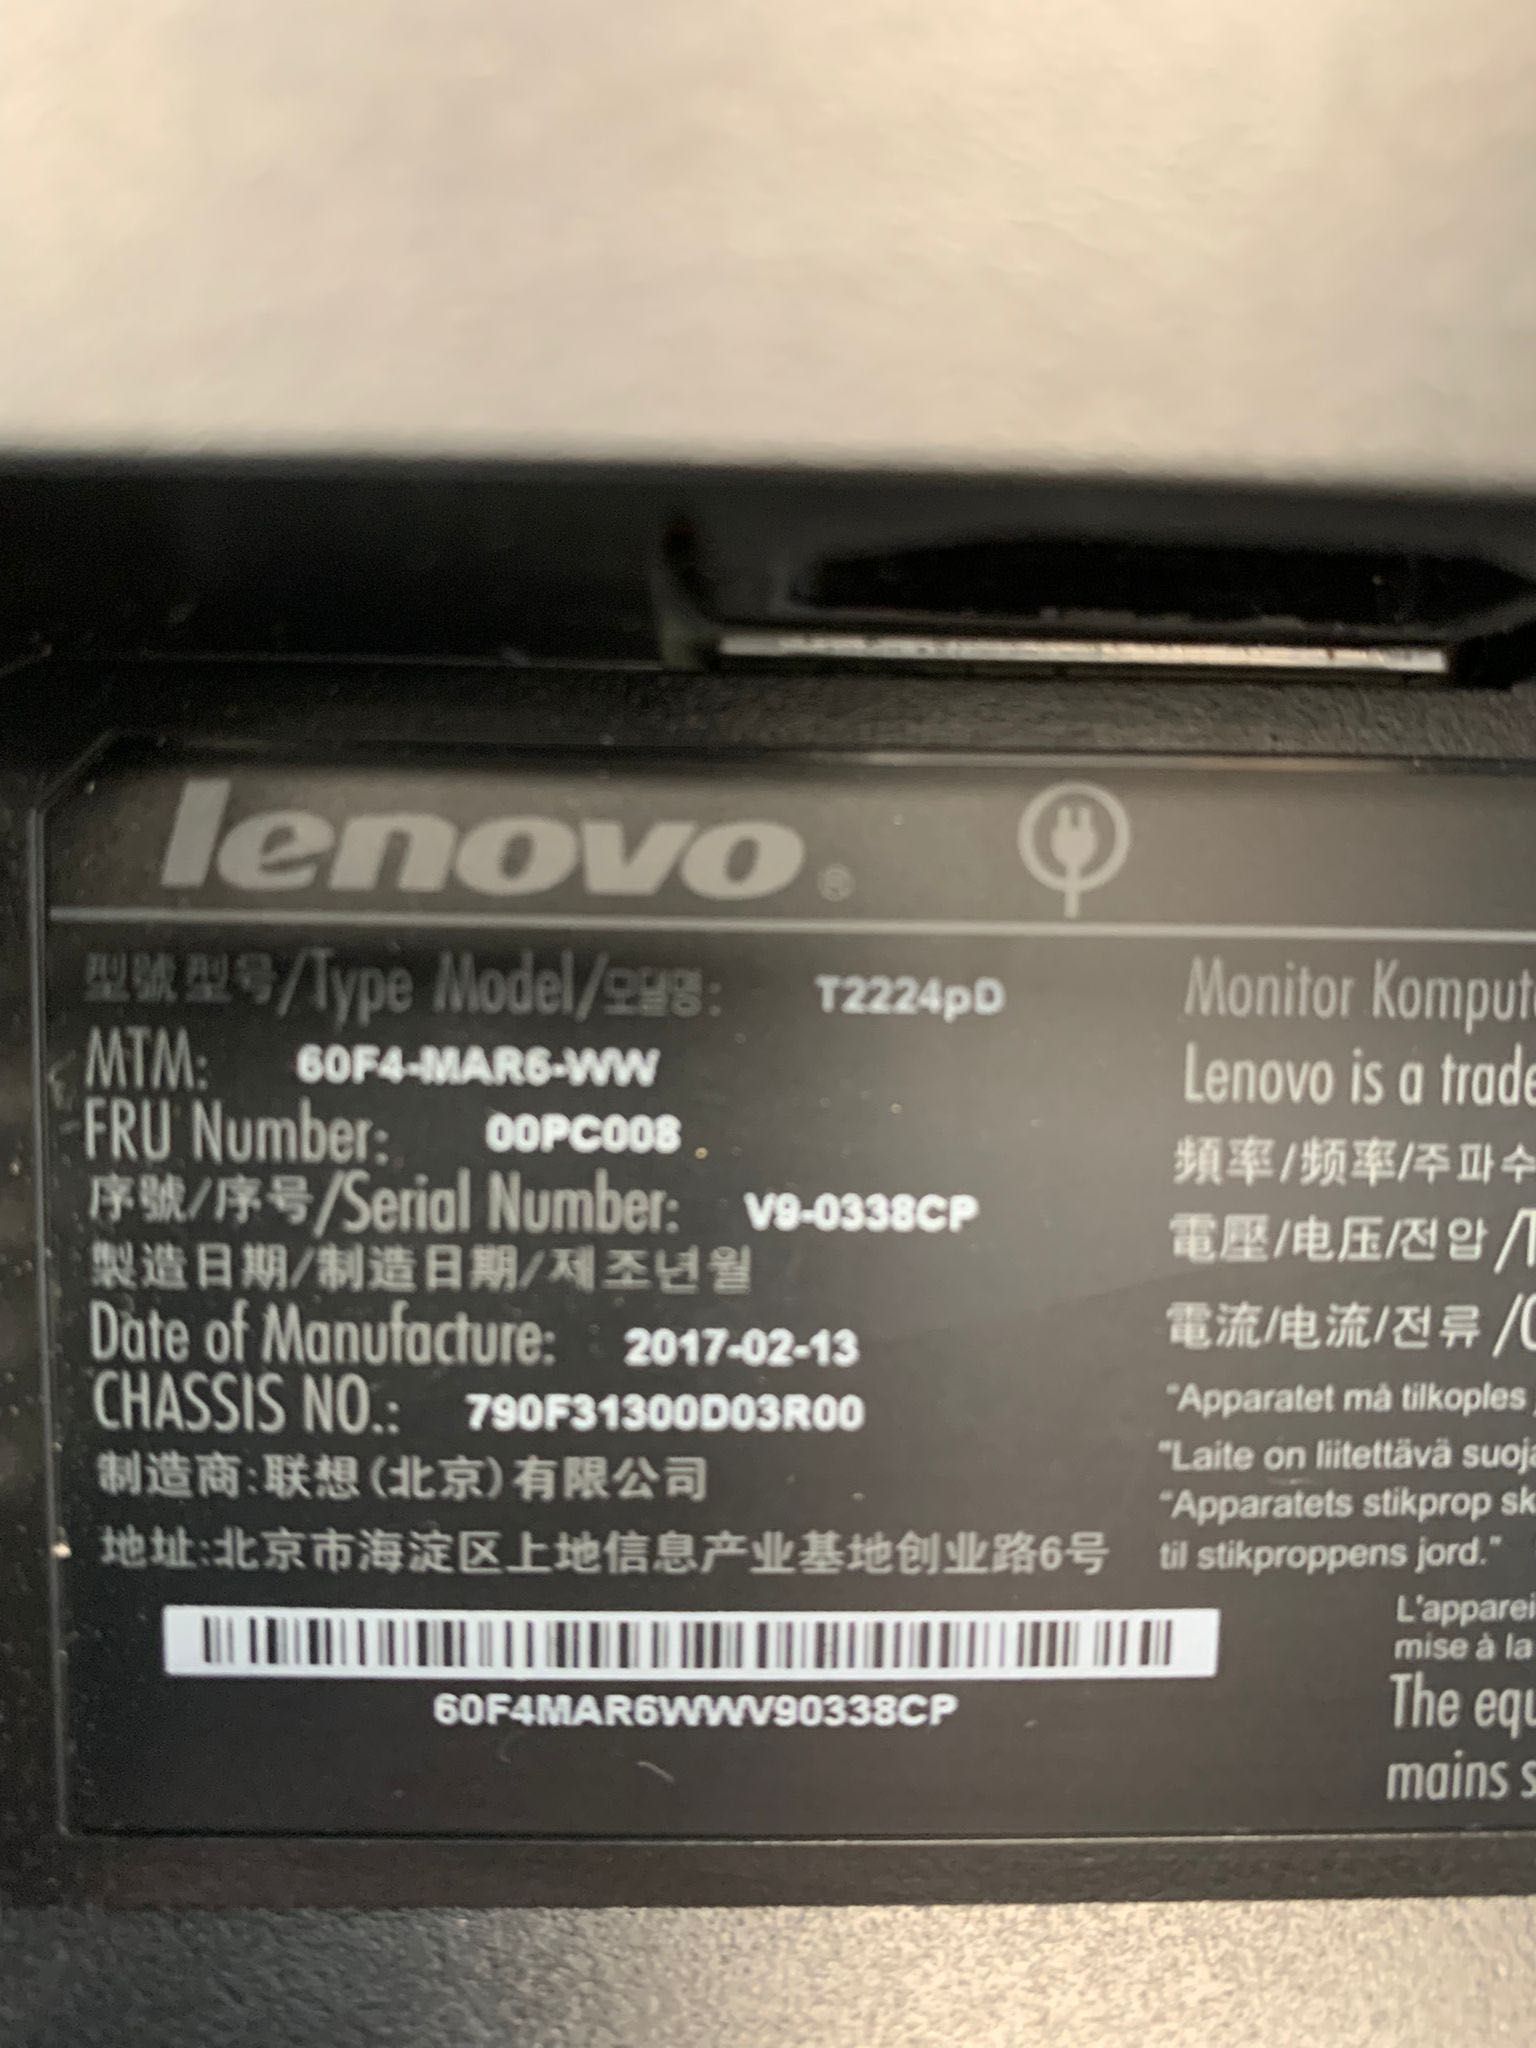 lenovo®
型號型号/Type Model/모델명: T2224pD
MTM: 60F4-MAR6-WW
FRU Number: 00PC008
序號/序号/Serial Number: V9-0338CP
製造日期/制造日期/제조년월
Date of Manufacture: 2017-02-13
CHASSIS NO.: 790F31300D03R00
制造商:联想(北京)有限公司
地址:北京市海淀区上地信息产业基地创业路6号
60F4MAR6WWV90338CP
Monitor Komput
Lenovo is a trade
頻率/频率/주파수
電壓/电压/전압/
電流/电流/전류/
"Apparatet må tilkoples
"Laite on liitettävä suoj
"Apparatets stikprop sk
til stikproppens jord."
L'apparei
mise à la
The equ
mains s